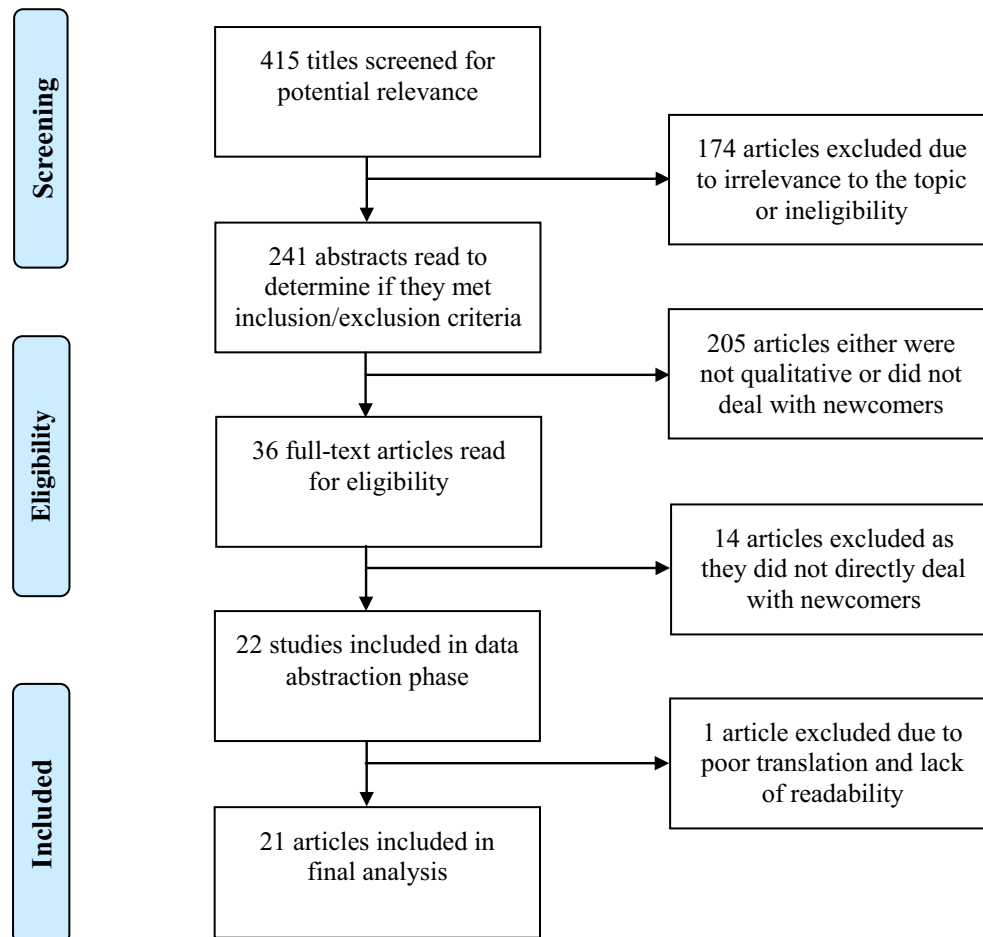 Screening
415 titles screened for
potential relevance
174 articles excluded due
to irrelevance to the topic
or ineligibility
241 abstracts read to
determine if they met
inclusion/exclusion criteria
Eligibility
205 articles either were
not qualitative or did not
deal with newcomers
36 full-text articles read
for eligibility
14 articles excluded as
they did not directly deal
with newcomers
22 studies included in data
abstraction phase
Included
1 article excluded due to
poor translation and lack
of readability
21 articles included in
final analysis